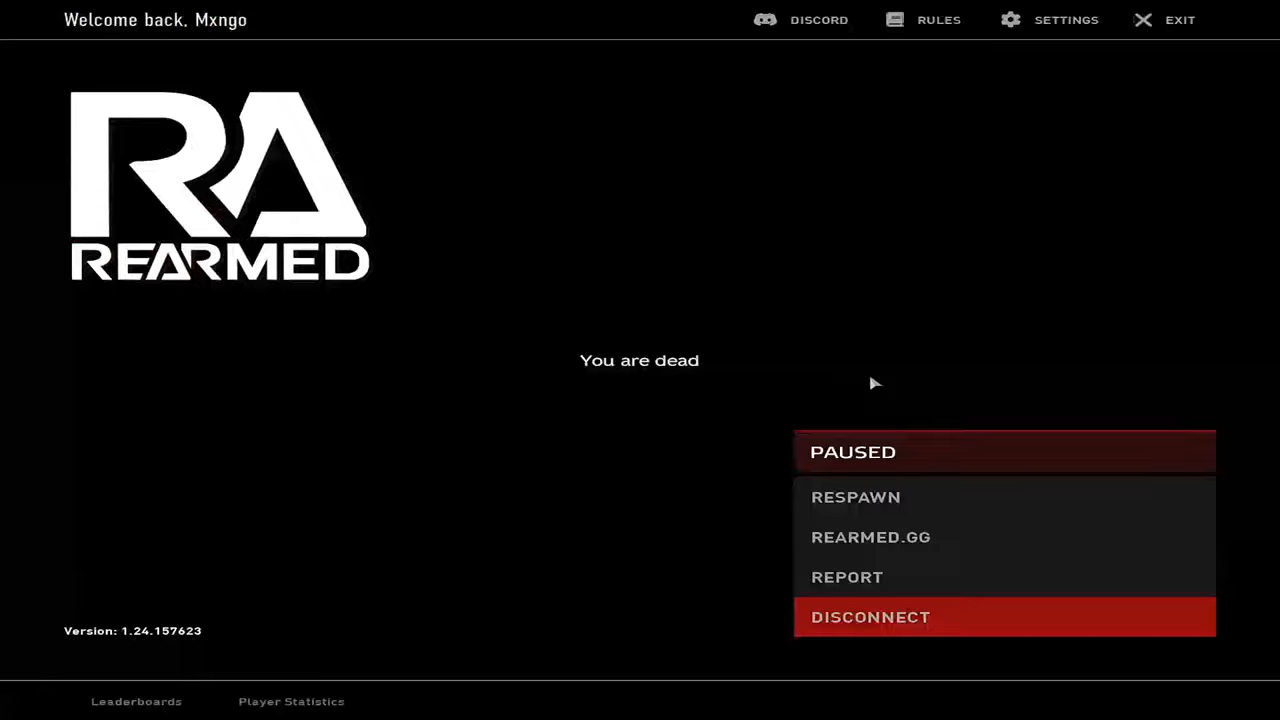 Welcome back, Mxngo
DISCORD
RULES
SETTINGS
EXIT
RA
REARMED
You are dead
PAUSED
RESPAWN
REARMED.GG
REPORT
DISCONNECT
Version: 1.24.157623
Leaderboards
Player Statistics